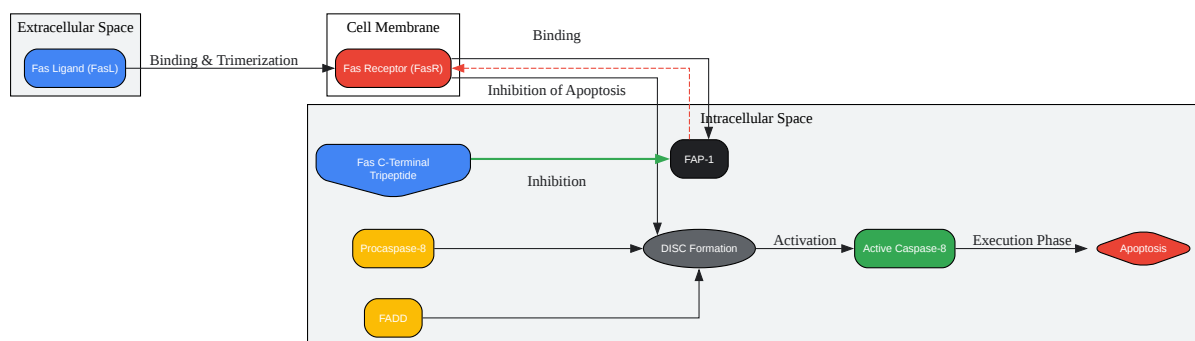 Extracellular Space
Cell Membrane
Binding
Fas Ligand (FasL)
Binding & Trimerization
Fas Receptor (FasR)
Inhibition of Apoptosis
Intracellular Space
Fas C-Terminal
Tripeptide
FAP-1
Inhibition
Procaspase-8
DISC Formation
Activation
Active Caspase-8
Execution Phase
Apoptosis
FADD